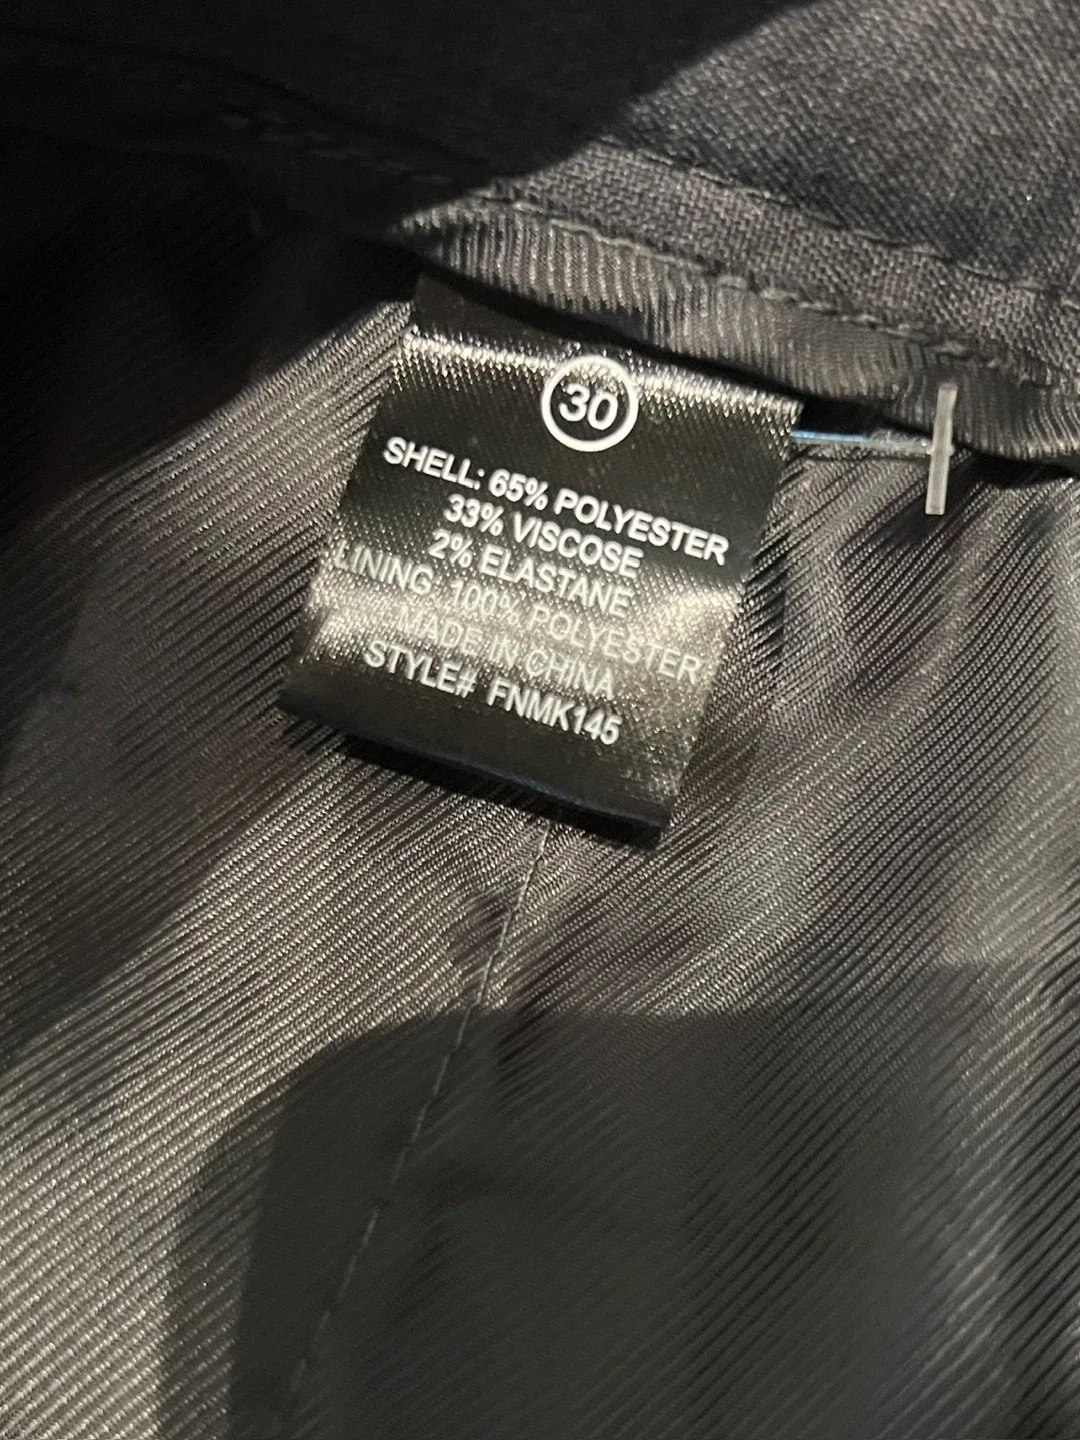 30
SHELL: 65% POLYESTER
33% VISCOSE
2% ELASTANE
LINING: 100% POLYESTER
MADE IN CHINA
STYLE# FNMK145